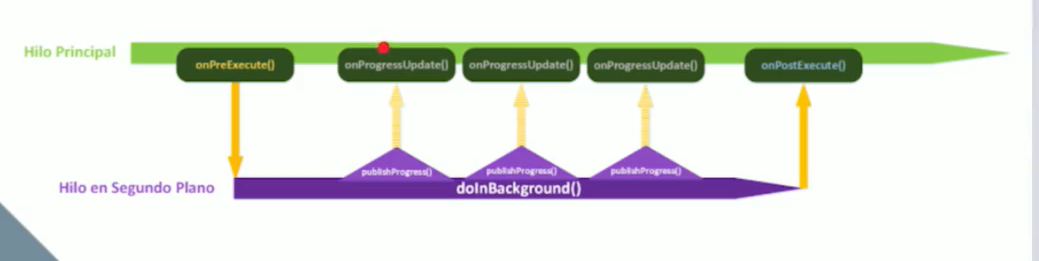 Hilo Principal
onPreExecute()
onProgressUpdate()
onProgressUpdate()
onProgressUpdate()
onPostExecute()
publishProgress()
publishProgress()
publishProgress()
Hilo en Segundo Plano
doInBackground()